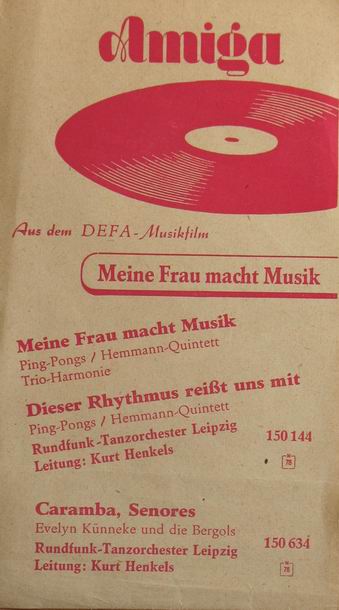 Amiga
Aus dem DEFA-Musikfilm
Meine Frau macht Musik
Meine Frau macht Musik
Ping-Pongs / Hemmann-Quintett
Trio-Harmonie
Dieser Rhythmus reißt uns mit
Ping-Pongs / Hemmann-Quintett
Rundfunk-Tanzorchester Leipzig 150 144
Leitung: Kurt Henkels N 78
Caramba, Senores
Evelyn Künneke und die Bergols
Rundfunk-Tanzorchester Leipzig 150 634
Leitung: Kurt Henkels N 78